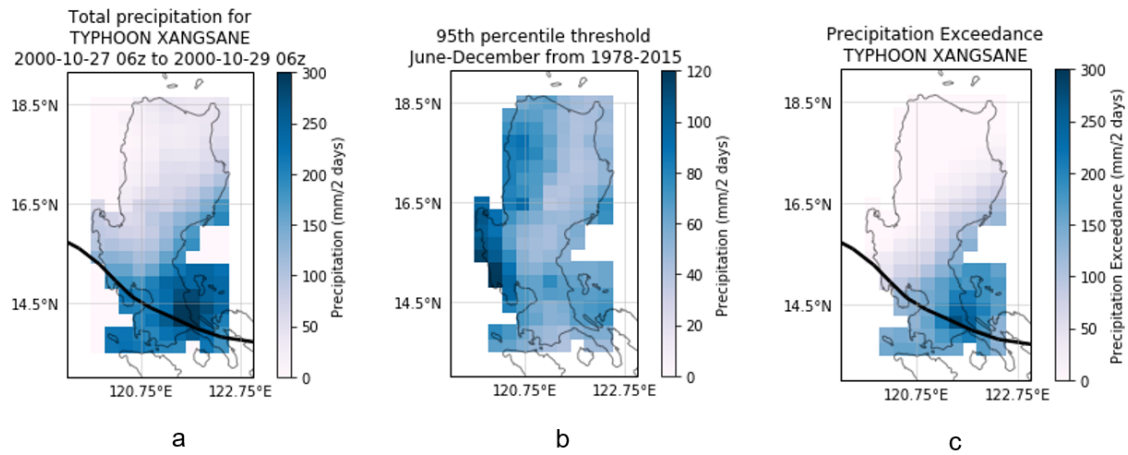 Total precipitation for
TYPHOON XANGSANE
2000-10-27 06z to 2000-10-29 06z
18.5°N
16.5°N
14.5°N
120.75°E
122.75°E
300
250
200
150
100
50
0
Precipitation (mm/2 days)
a
95th percentile threshold
June-December from 1978-2015
18.5°N
16.5°N
14.5°N
120.75°E
122.75°E
120
100
80
60
40
20
0
Precipitation (mm/2 days)
b
Precipitation Exceedance
TYPHOON XANGSANE
18.5°N
16.5°N
14.5°N
120.75°E
122.75°E
300
250
200
150
100
50
0
Precipitation Exceedance (mm/2 days)
c